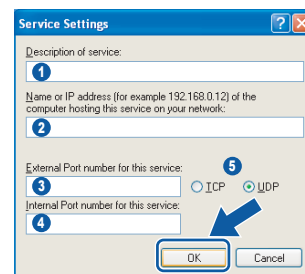 Service Settings
Description of service:
1
Name or IP address (for example 192.168.0.12) of the
computer hosting this service on your network:
2
External Port number for this service:
5
3
TCP
UDP
Internal Port number for this service:
4
OK
Cancel